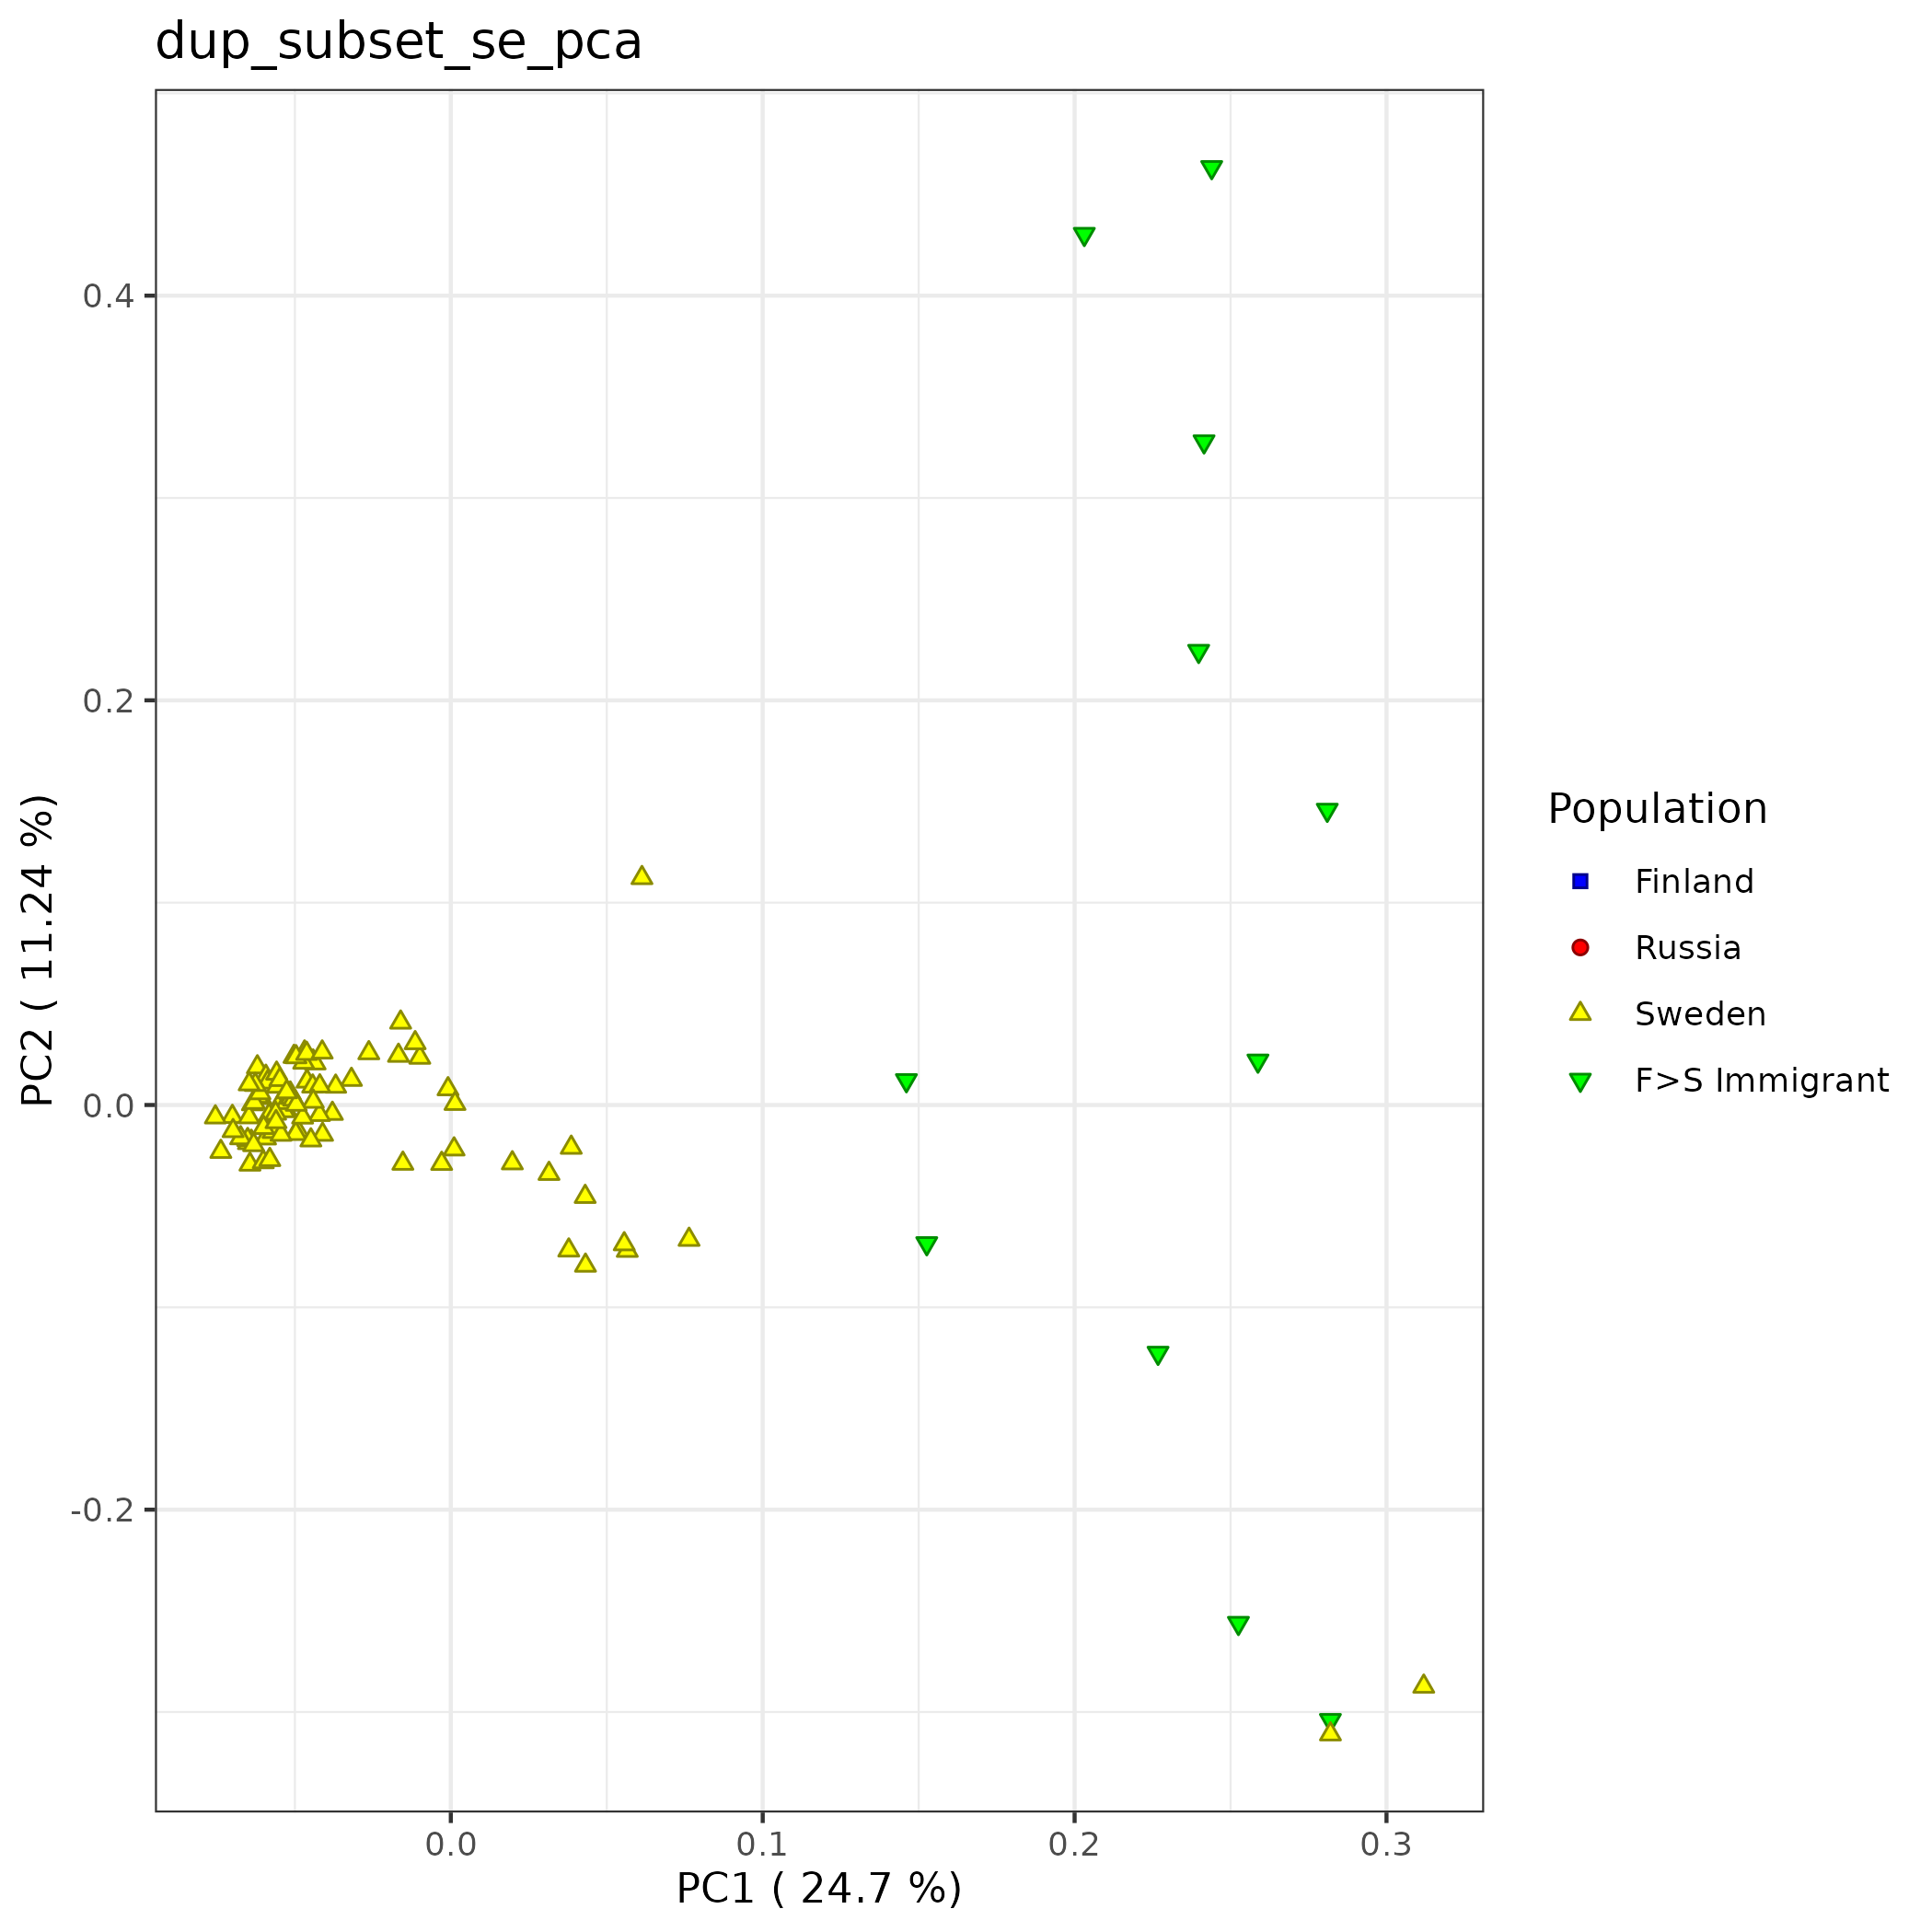 dup_subset_se_pca
0.4
0.2
0.0
-0.2
PC2 ( 11.24 %)
0.0
0.1
0.2
0.3
PC1 ( 24.7 %)
Population
Finland
Russia
Sweden
F>S Immigrant